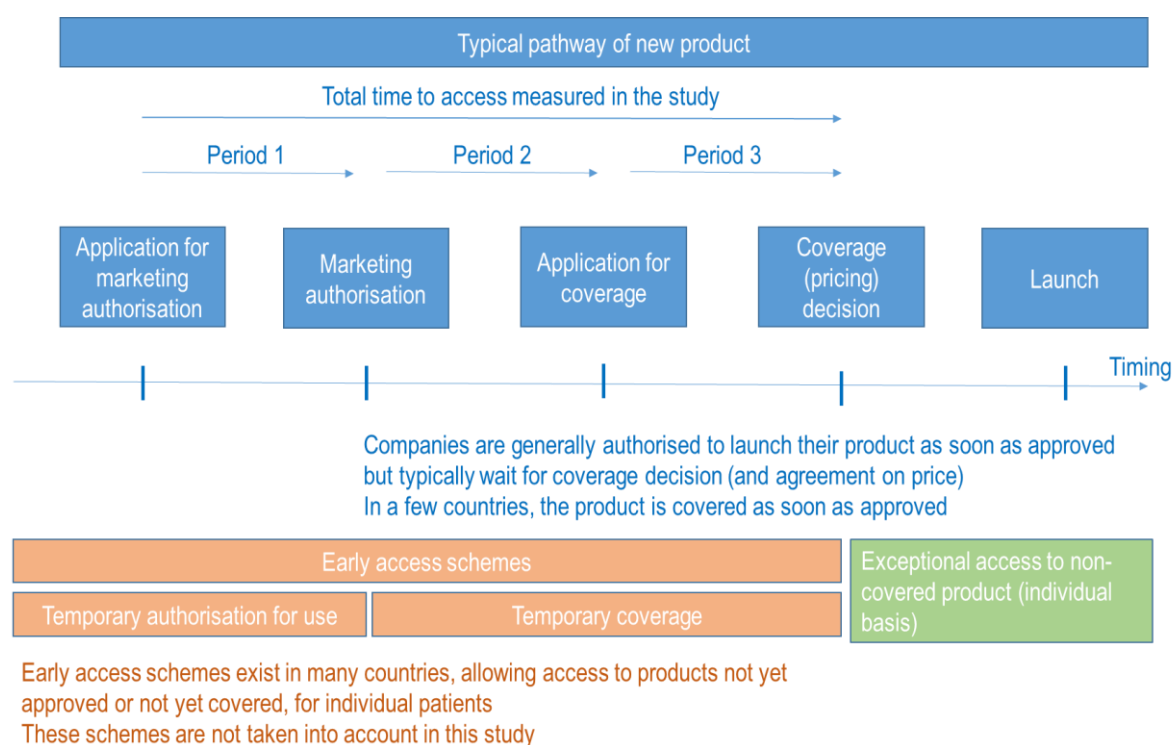 Typical pathway of new product
Total time to access measured in the study
Period 1
Period 2
Period 3
Application for
marketing
authorisation
Marketing
authorisation
Application for
coverage
Coverage
(pricing)
decision
Launch
Timing
Companies are generally authorised to launch their product as soon as approved
but typically wait for coverage decision (and agreement on price)
In a few countries, the product is covered as soon as approved
Early access schemes
Temporary authorisation for use
Temporary coverage
Exceptional access to non-
covered product (individual
basis)
Early access schemes exist in many countries, allowing access to products not yet
approved or not yet covered, for individual patients
These schemes are not taken into account in this study